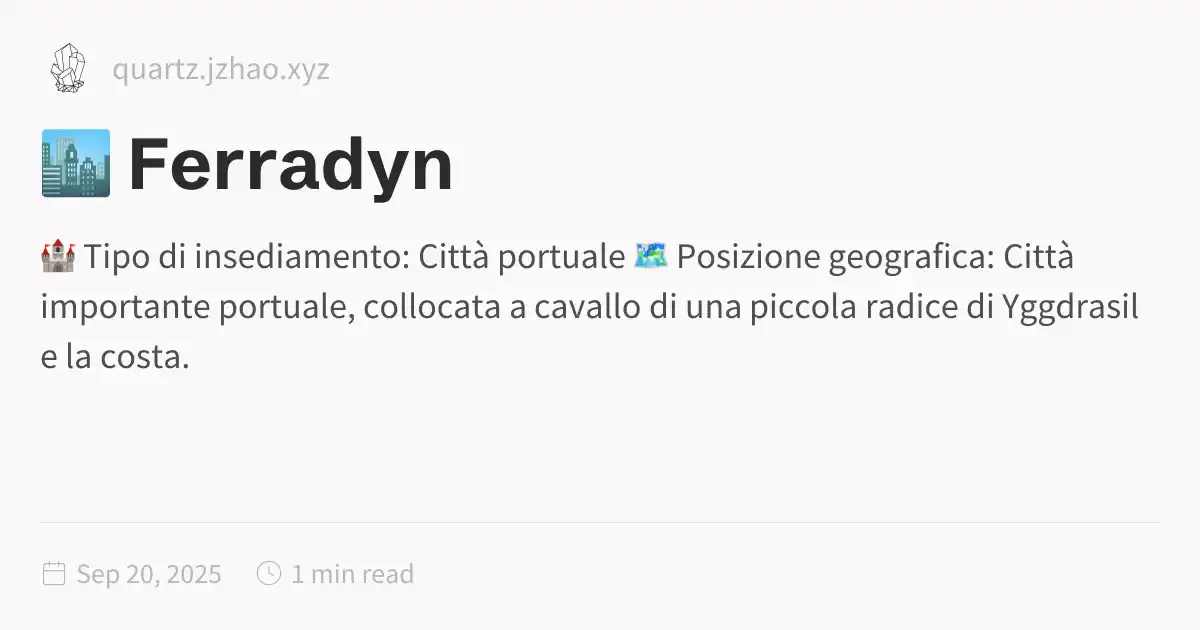 quartz.jzhao.xyz
🏙️ Ferradyn
🏰 Tipo di insediamento: Città portuale 🗺️ Posizione geografica: Città
importante portuale, collocata a cavallo di una piccola radice di Yggdrasil
e la costa.
Sep 20, 2025 1 min read